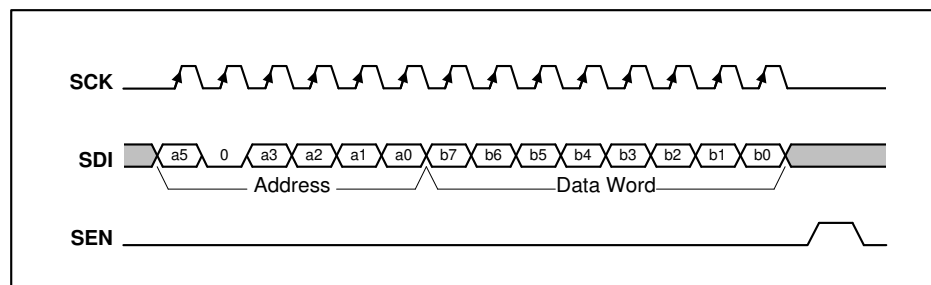 SCK
SDI a5 0 a3 a2 a1 a0 b7 b6 b5 b4 b3 b2 b1 b0
Address Data Word
SEN